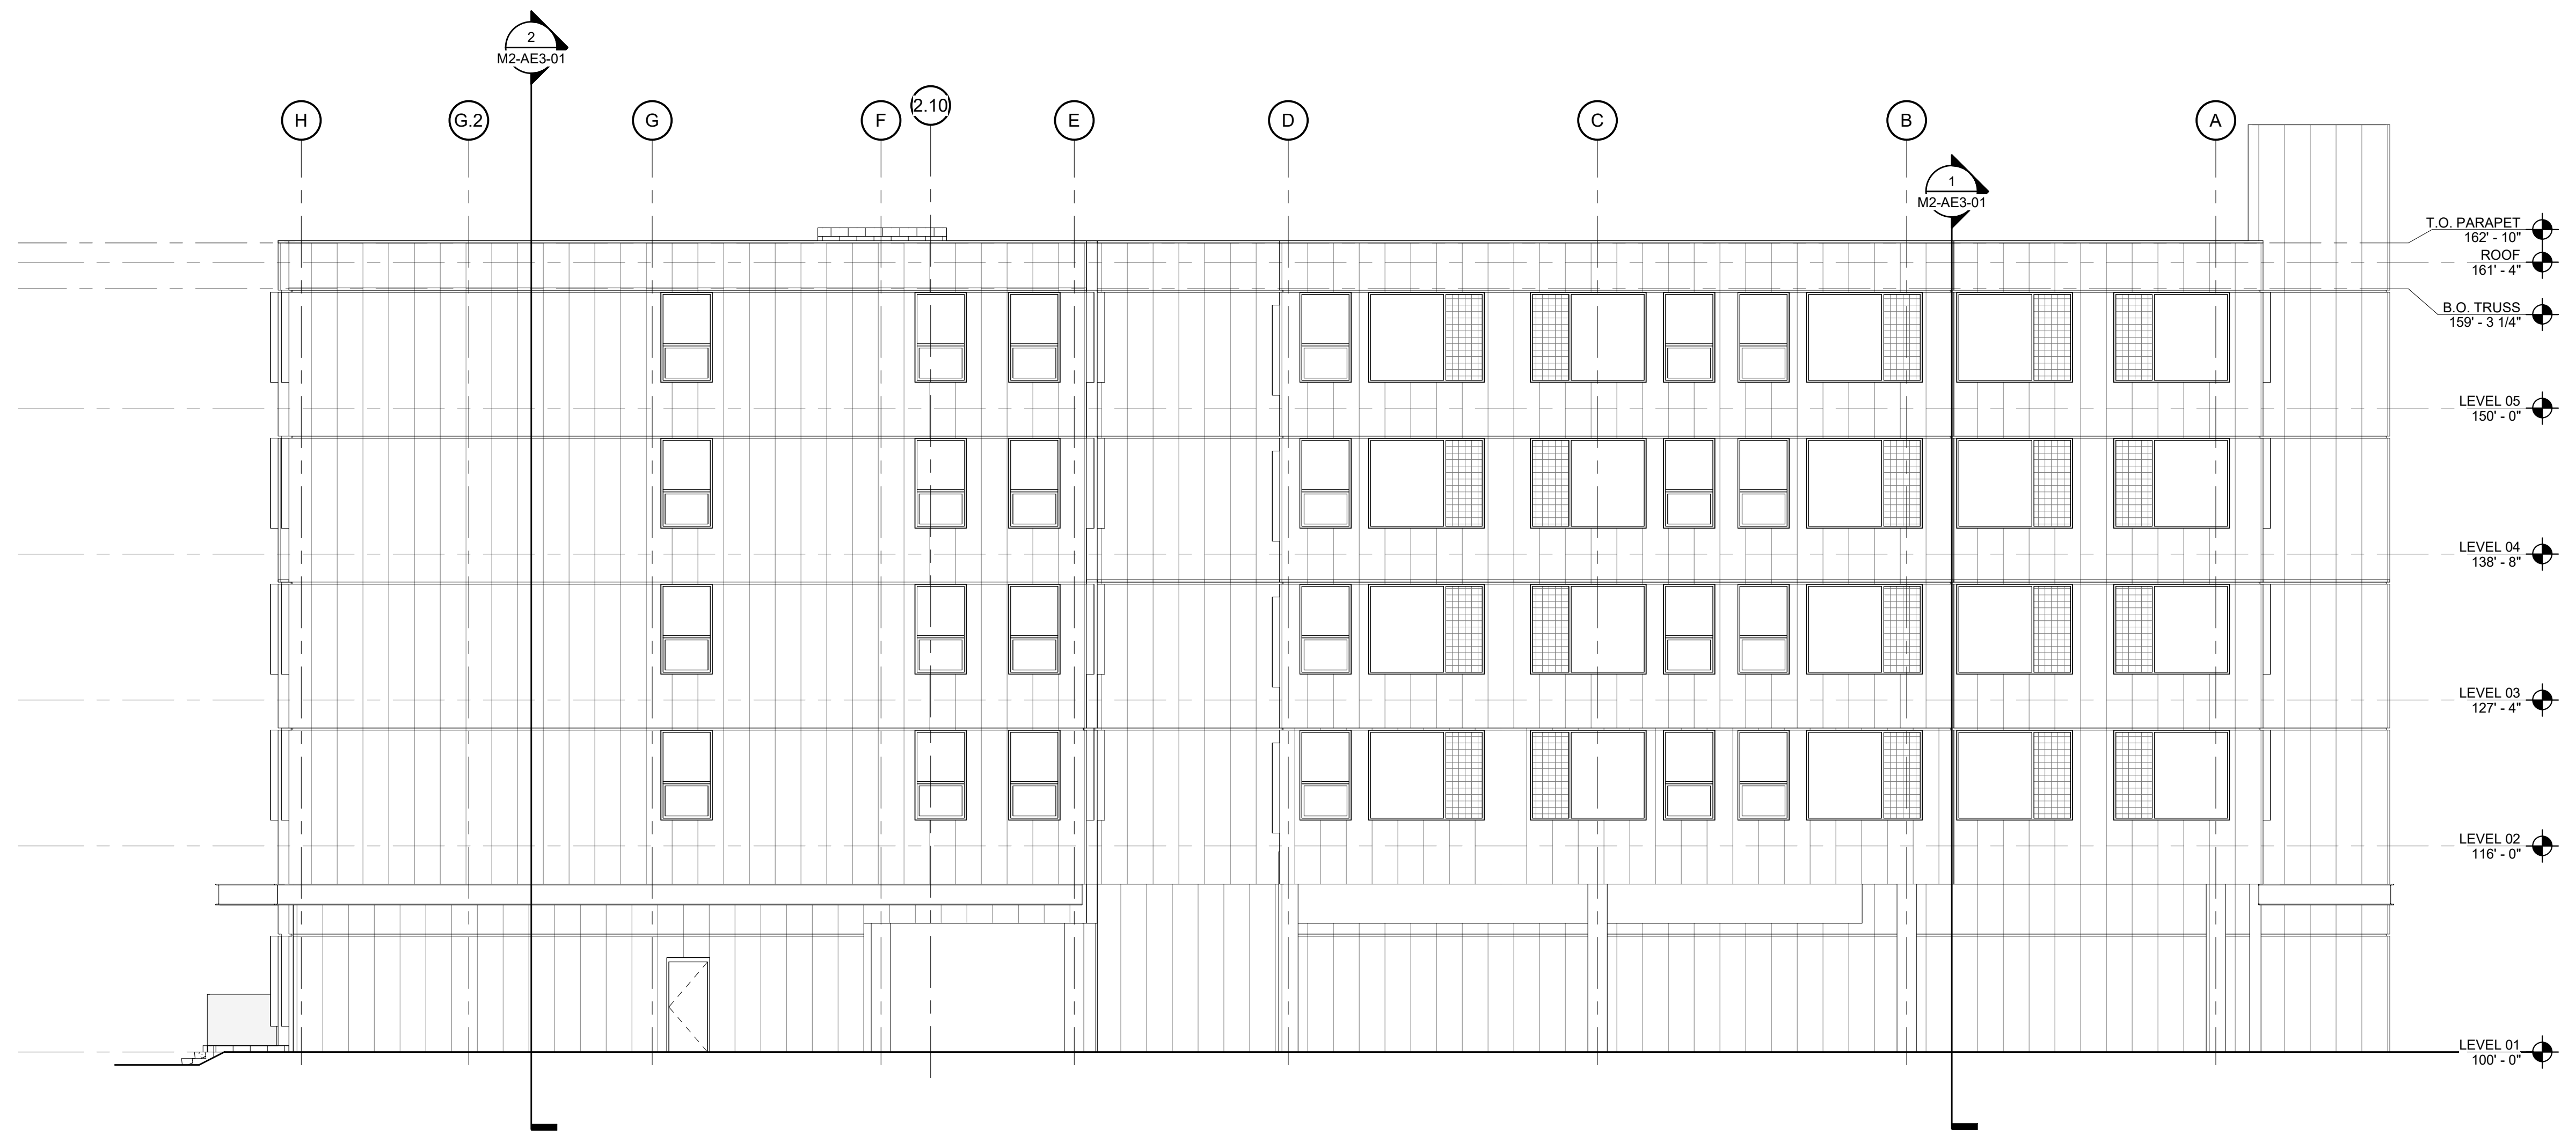 2
M2-AE3-01
H
G.2
G
F
2.10
E
D
C
B
A
1
M2-AE3-01
T.O. PARAPET
162' - 10"
ROOF
161' - 4"
B.O. TRUSS
159' - 3 1/4"
LEVEL 05
150' - 0"
LEVEL 04
138' - 8"
LEVEL 03
127' - 4"
LEVEL 02
116' - 0"
LEVEL 01
100' - 0"